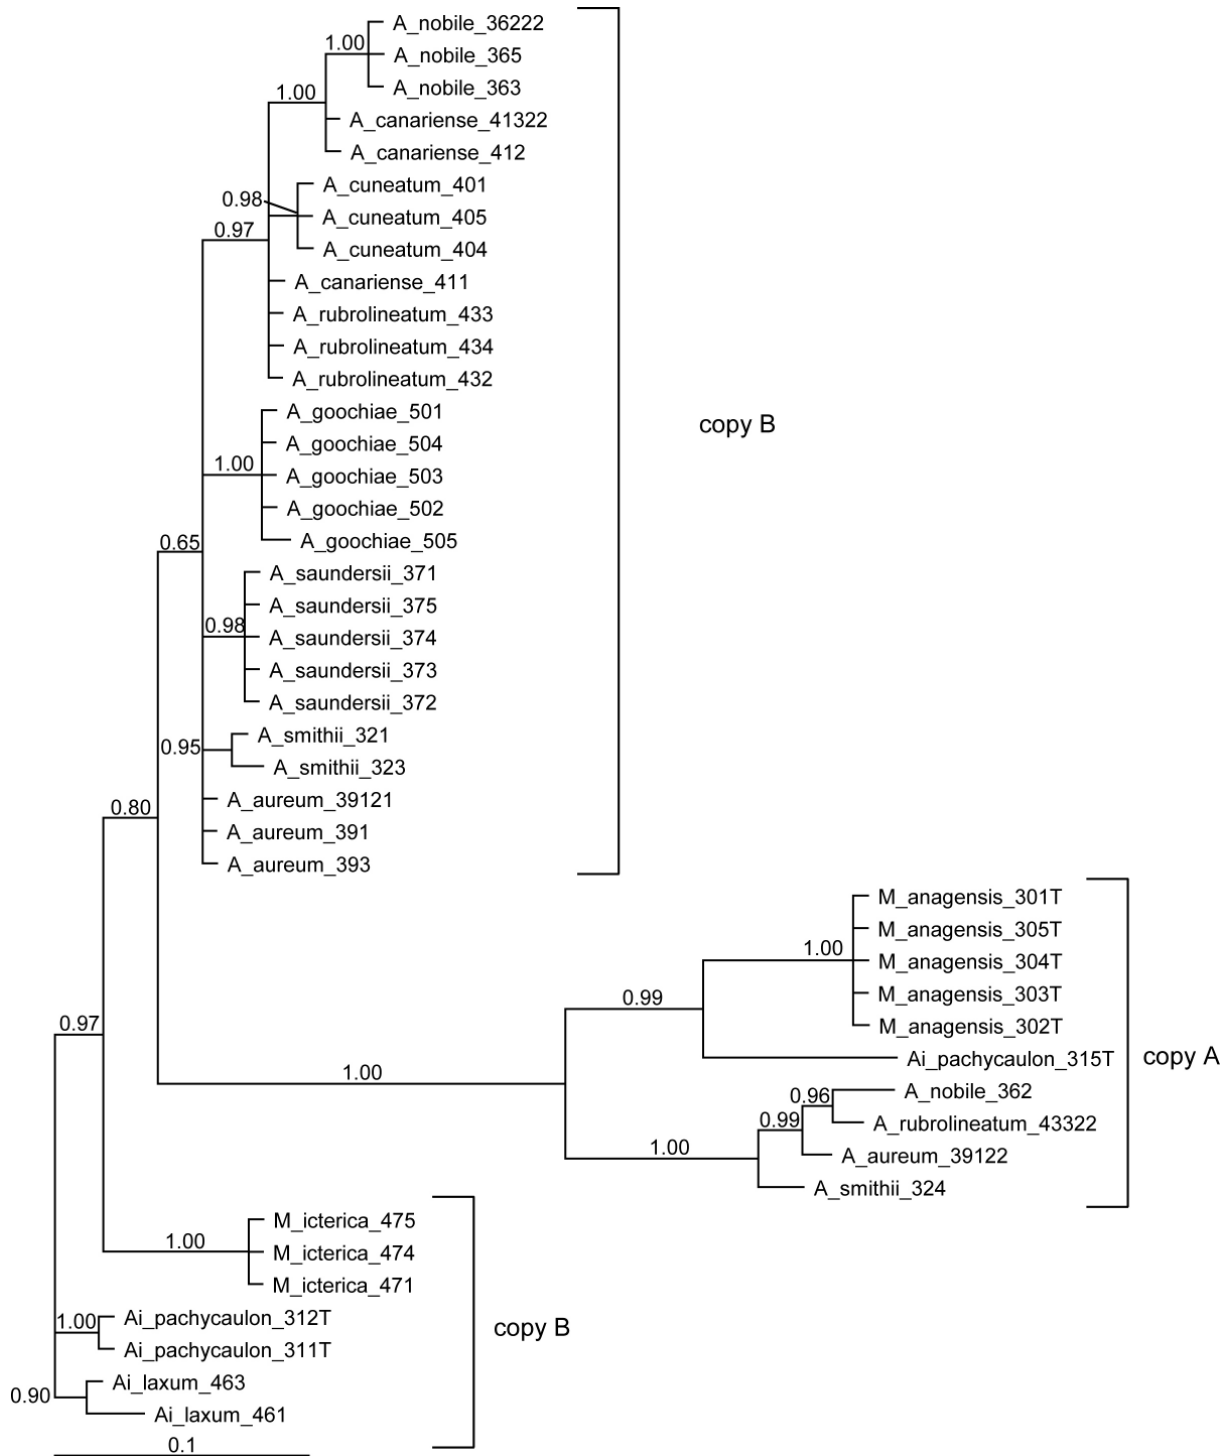 A_nobile_36222
1.00
A_nobile_365
A_nobile_363
1.00
A_canariense_41322
A_canariense_412
A_cuneatum_401
0.98
A_cuneatum_405
0.97
A_cuneatum_404
A_canariense_411
A_rubrolineatum_433
A_rubrolineatum_434
A_rubrolineatum_432
A_goochiae_501
copy B
A_goochiae_504
1.00
A_goochiae_503
A_goochiae_502
A_goochiae_505
0.65
A_saundersii_371
A_saundersii_375
0.98
A_saundersii_374
A_saundersii_373
A_saundersii_372
A_smithii_321
0.95
A_smithii_323
A_aureum_39121
0.80
A_aureum_391
A_aureum_393
M_anagensis_301T
M_anagensis_305T
1.00
M_anagensis_304T
0.99
M_anagensis_303T
0.97
M_anagensis_302T
Ai_pachycaulon_315T
copy A
1.00
A_nobile_362
0.96
A_rubrolineatum_43322
0.99
A_aureum_39122
1.00
A_smithii_324
M_icterica_475
1.00
M_icterica_474
M_icterica_471
Ai_pachycaulon_312T
1.00
copy B
Ai_pachycaulon_311T
Ai_laxum_463
0.90
Ai_laxum_461
0.1